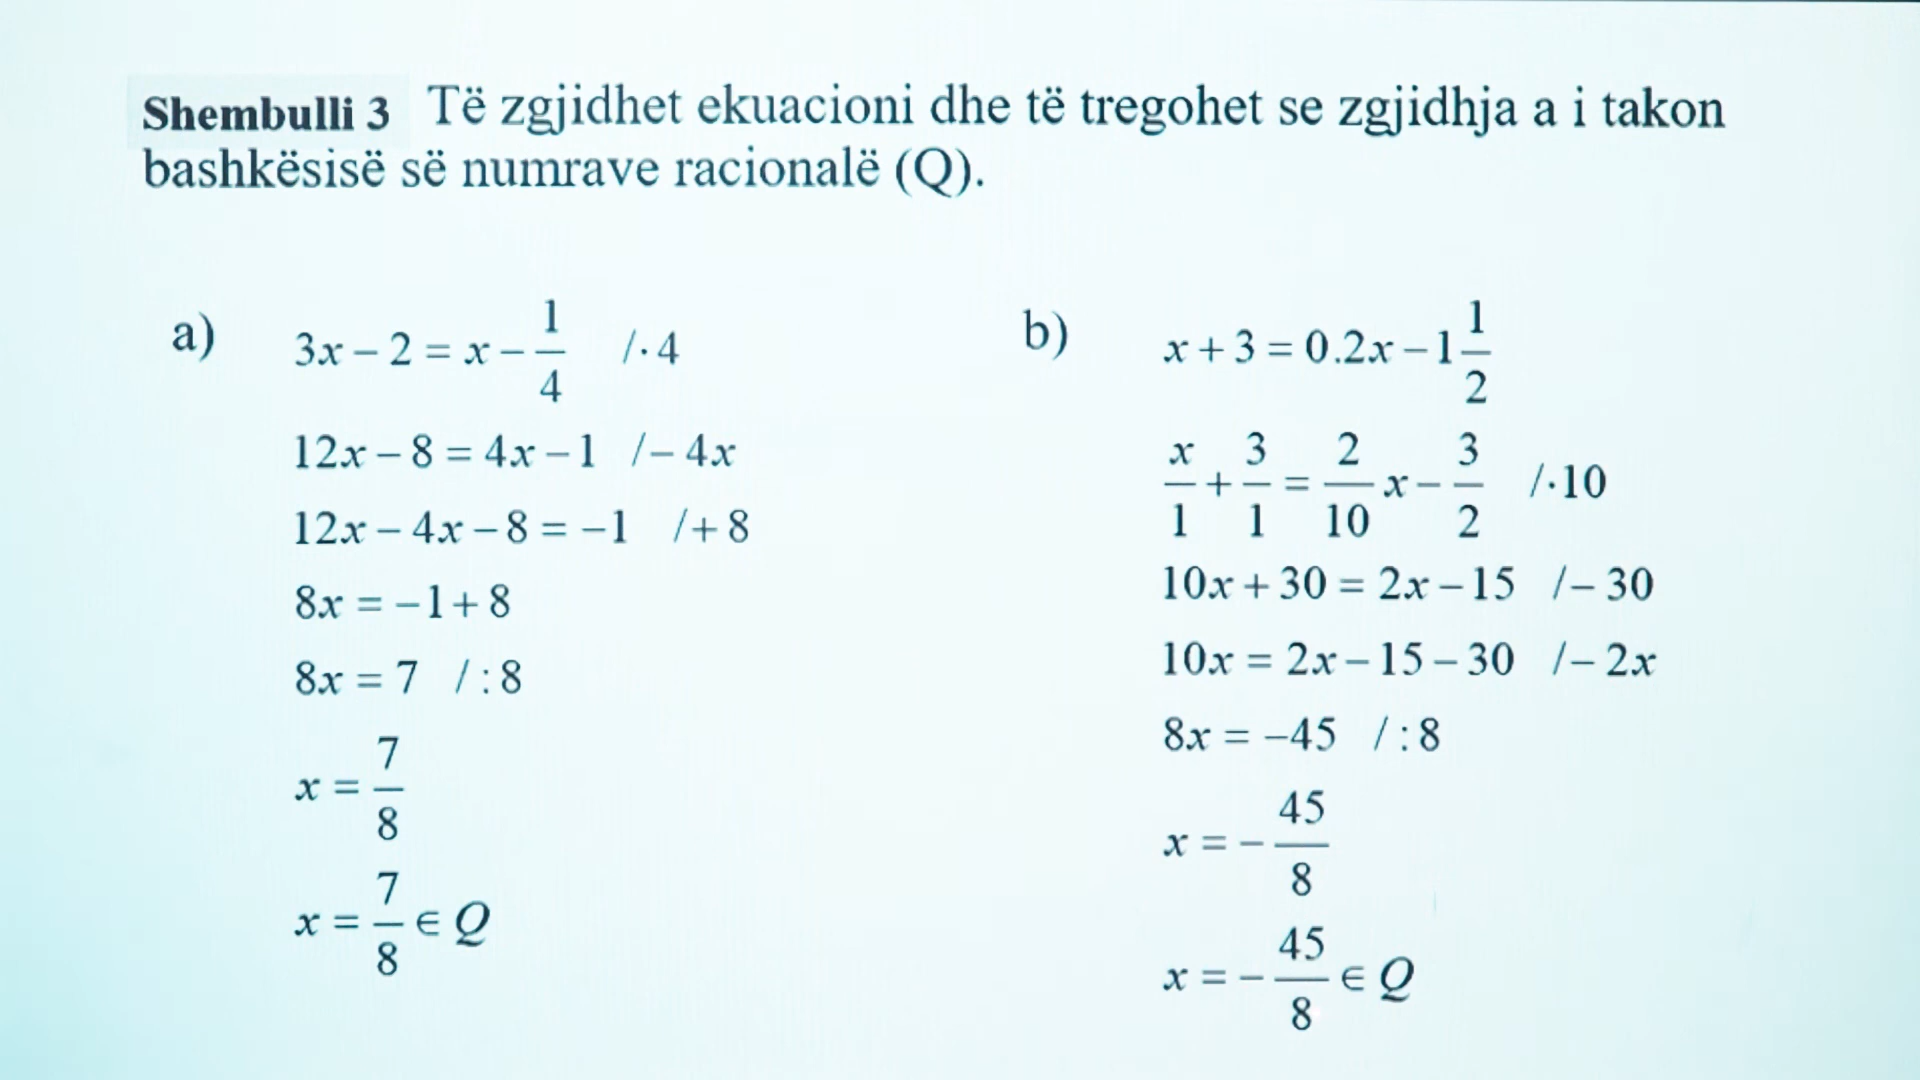 Shembulli 3 Të zgjidhet ekuacioni dhe të tregohet se zgjidhja a i takon
bashkësisë së numrave racionalë (Q).
a) 3x – 2 = x – 1/4 /· 4
12x – 8 = 4x – 1 /– 4x
12x – 4x – 8 = –1 /+ 8
8x = –1 + 8
8x = 7 / : 8
x = 7/8
x = 7/8 ∈ Q
b) x + 3 = 0.2x – 1 1/2
x/1 + 3/1 = 2/10 x – 3/2 /·10
10x + 30 = 2x – 15 /– 30
10x = 2x – 15 – 30 /– 2x
8x = –45 / : 8
x = – 45/8
x = – 45/8 ∈ Q